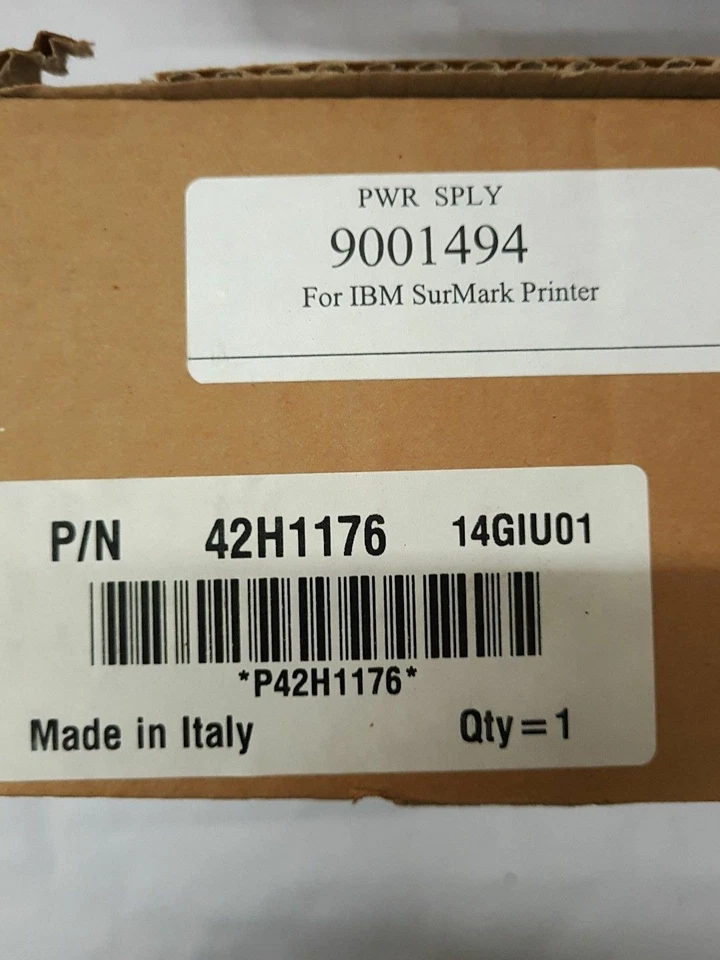 PWR SPLY
9001494
For IBM SurMark Printer
P/N 42H1176 14GIU01
*P42H1176*
Made in Italy Qty = 1